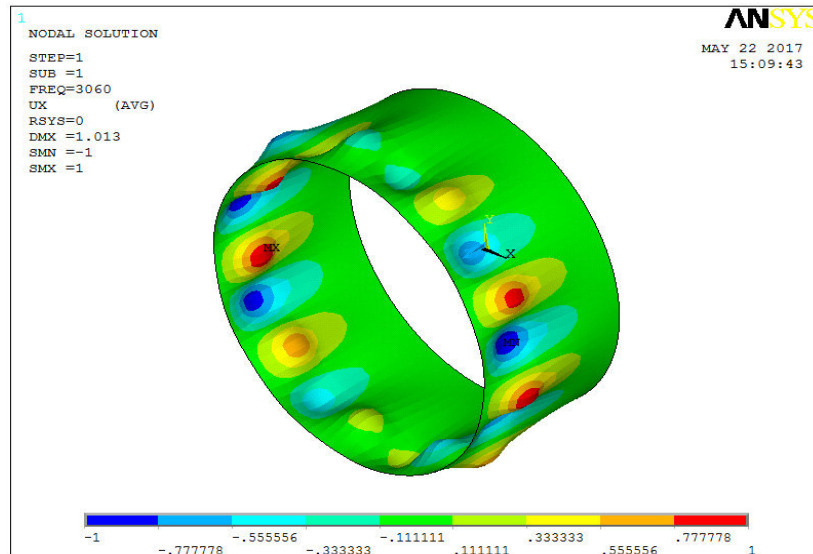 1
NODAL SOLUTION
ANSYS
MAY 22 2017
15:09:43
STEP=1
SUB =1
FREQ=3060
UX (AVG)
RSYS=0
DMX =1.013
SMN =-1
SMX =1
MX
Y
X
MN
-1 -.555556 -.111111 .333333 .777778
-.777778 -.333333 .111111 .555556 1